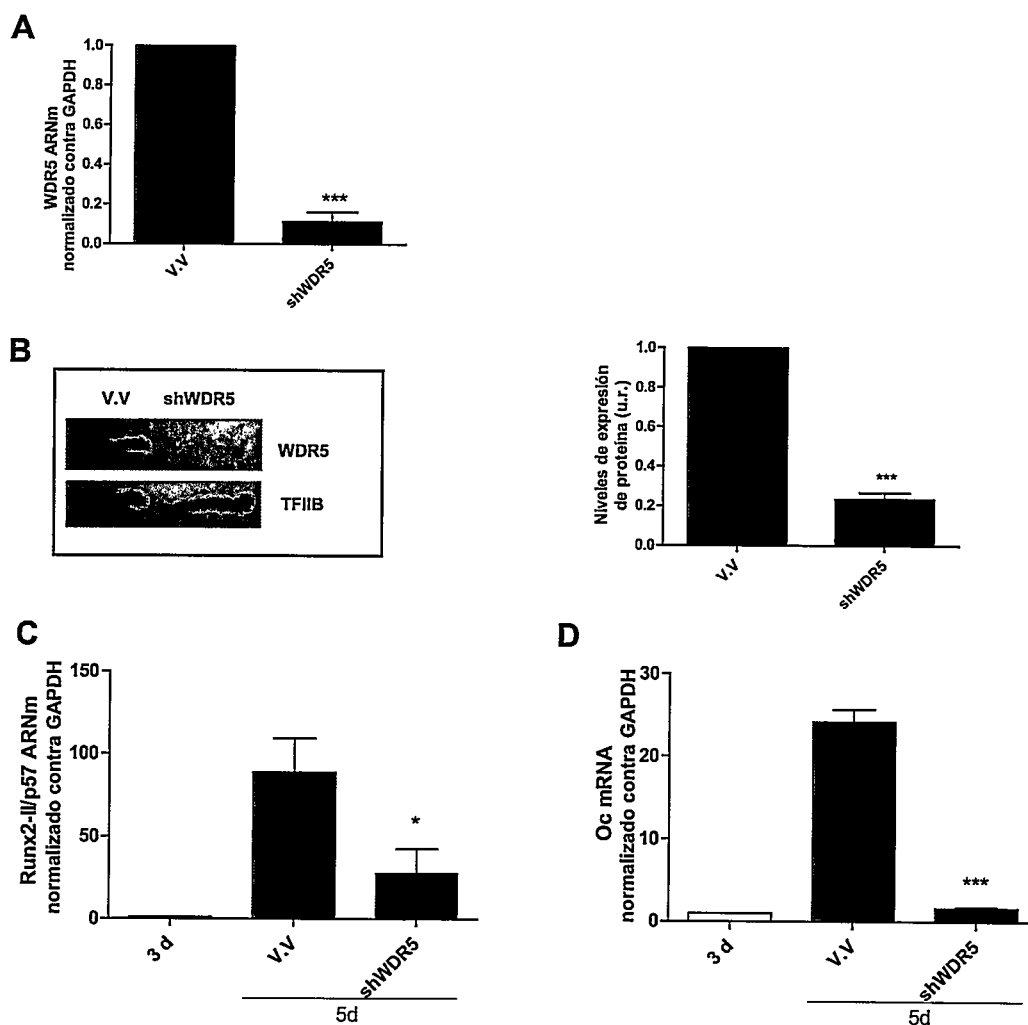 A
WDR5 ARNm
normalizado contra GAPDH
1.0
0.8
0.6
0.4
0.2
0.0
***
V.V
shWDR5
B
V.V shWDR5
WDR5
TFIIB
Niveles de expresión
de proteína (u.r.)
1.0
0.8
0.6
0.4
0.2
0.0
***
V.V
shWDR5
C
Runx2-II/p57 ARNm
normalizado contra GAPDH
150
100
50
0
*
3 d
V.V
shWDR5
5d
D
Oc mRNA
normalizado contra GAPDH
30
20
10
0
***
3 d
V.V
shWDR5
5d